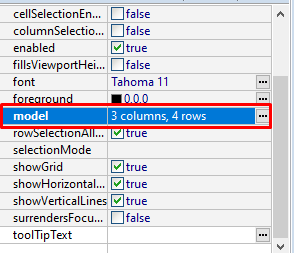 cellSelectionEn... false
columnSelectio... false
enabled true
fillsViewportHei... false
font Tahoma 11 ...
foreground 0,0,0
model 3 columns, 4 rows ...
rowSelectionAll... true
selectionMode
showGrid true
showHorizontal... true
showVerticalLines true
surrendersFocu... false
toolTipText ...